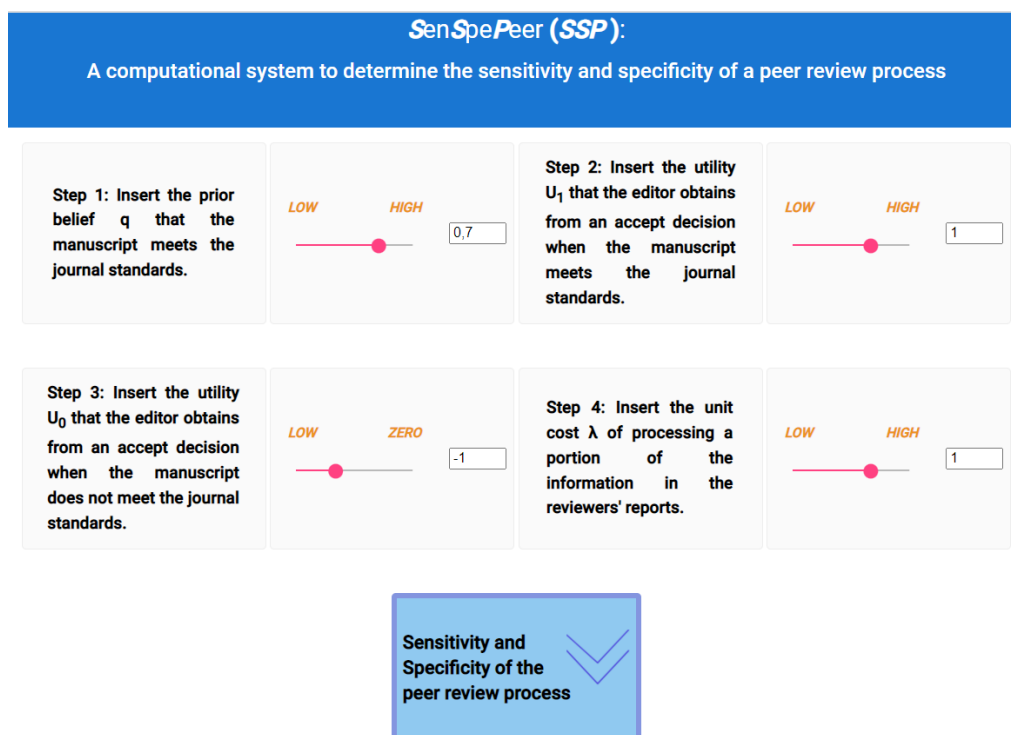 SenSpePeer (SSP):
A computational system to determine the sensitivity and specificity of a peer review process
Step 1: Insert the prior
belief q that the
manuscript meets the
journal standards.
LOW HIGH
0,7
Step 2: Insert the utility
U1 that the editor obtains
from an accept decision
when the manuscript
meets the journal
standards.
LOW HIGH
1
Step 3: Insert the utility
U0 that the editor obtains
from an accept decision
when the manuscript
does not meet the journal
standards.
LOW ZERO
-1
Step 4: Insert the unit
cost λ of processing a
portion of the
information in the
reviewers' reports.
LOW HIGH
1
Sensitivity and
Specificity of the
peer review process